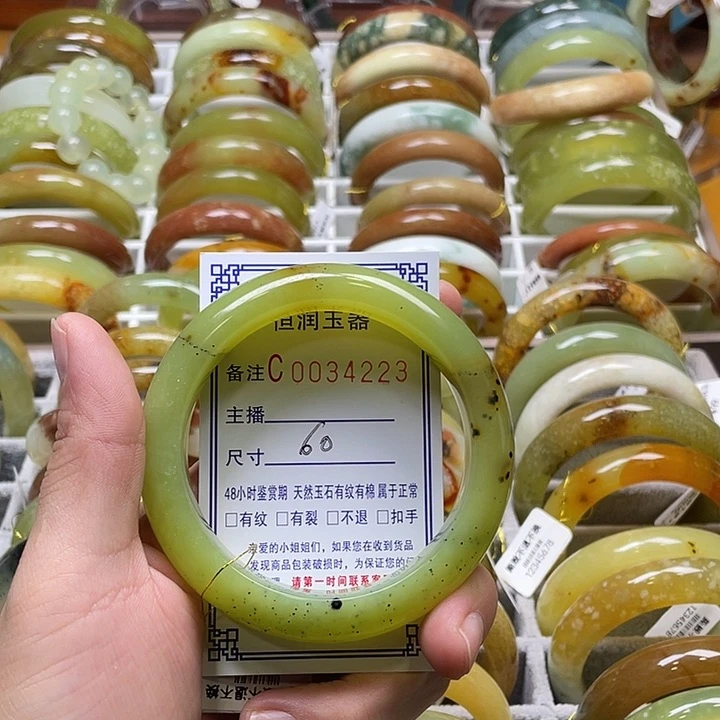 恒润玉器
备注C0034223
主播
尺寸 60
48小时鉴赏期 天然玉石有纹有棉属于正常
□有纹 □有裂 □不退 □扣手
亲爱的小姐姐们，如果您在收到货品
发现商品包装破损时，为保证您的
请第一时间联系客
12345678